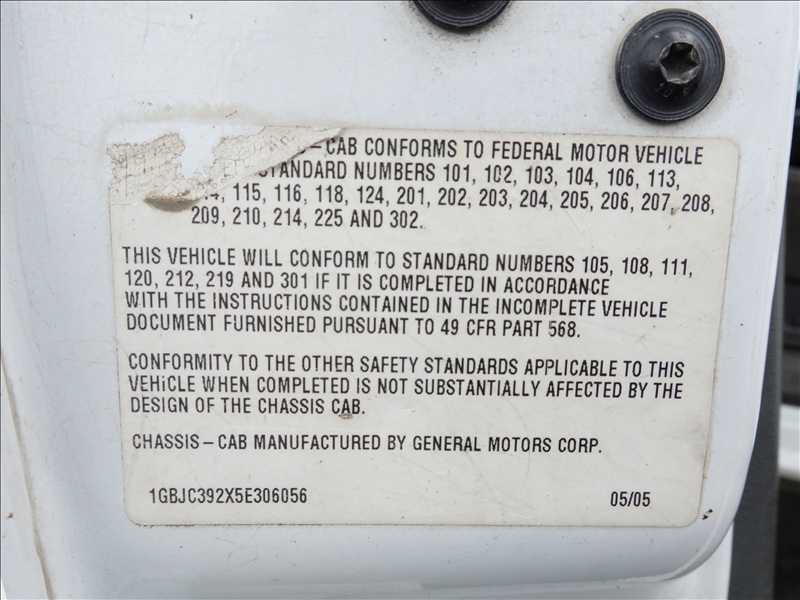 -CAB CONFORMS TO FEDERAL MOTOR VEHICLE
STANDARD NUMBERS 101, 102, 103, 104, 106, 113,
115, 116, 118, 124, 201, 202, 203, 204, 205, 206, 207, 208,
209, 210, 214, 225 AND 302.
THIS VEHICLE WILL CONFORM TO STANDARD NUMBERS 105, 108, 111,
120, 212, 219 AND 301 IF IT IS COMPLETED IN ACCORDANCE
WITH THE INSTRUCTIONS CONTAINED IN THE INCOMPLETE VEHICLE
DOCUMENT FURNISHED PURSUANT TO 49 CFR PART 568.
CONFORMITY TO THE OTHER SAFETY STANDARDS APPLICABLE TO THIS
VEHICLE WHEN COMPLETED IS NOT SUBSTANTIALLY AFFECTED BY THE
DESIGN OF THE CHASSIS CAB.
CHASSIS-CAB MANUFACTURED BY GENERAL MOTORS CORP.
1GBJC392X5E306056 05/05